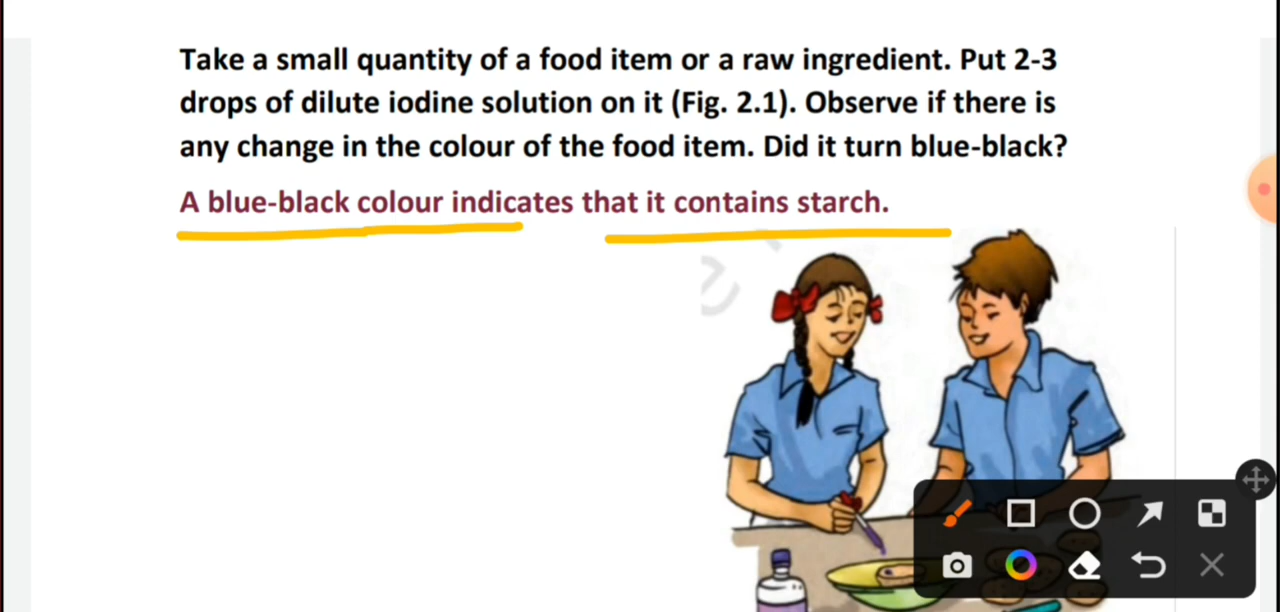 Take a small quantity of a food item or a raw ingredient. Put 2-3
drops of dilute iodine solution on it (Fig. 2.1). Observe if there is
any change in the colour of the food item. Did it turn blue-black?
A blue-black colour indicates that it contains starch.